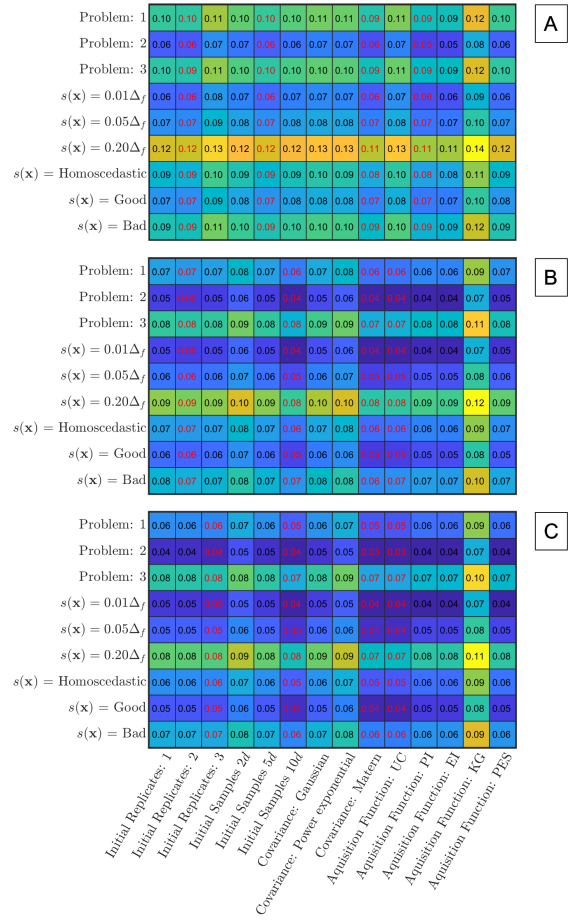 A
Problem: 1 0.10 0.10 0.11 0.10 0.10 0.10 0.11 0.11 0.09 0.11 0.09 0.09 0.12 0.10
Problem: 2 0.06 0.06 0.07 0.07 0.06 0.06 0.07 0.07 0.06 0.07 0.05 0.05 0.08 0.06
Problem: 3 0.10 0.09 0.11 0.10 0.10 0.10 0.10 0.10 0.09 0.11 0.09 0.09 0.12 0.10
s(x) = 0.01Δf 0.06 0.06 0.08 0.07 0.06 0.07 0.07 0.07 0.06 0.07 0.06 0.06 0.09 0.06
s(x) = 0.05Δf 0.07 0.07 0.09 0.08 0.07 0.08 0.08 0.08 0.07 0.08 0.07 0.07 0.10 0.07
s(x) = 0.20Δf 0.12 0.12 0.13 0.12 0.12 0.12 0.13 0.13 0.11 0.13 0.11 0.11 0.14 0.12
s(x) = Homoscedastic 0.09 0.09 0.10 0.09 0.09 0.09 0.09 0.09 0.08 0.10 0.08 0.08 0.11 0.09
s(x) = Good 0.07 0.07 0.09 0.08 0.07 0.08 0.08 0.08 0.07 0.08 0.07 0.07 0.10 0.08
s(x) = Bad 0.09 0.09 0.11 0.10 0.09 0.10 0.10 0.10 0.09 0.10 0.09 0.09 0.12 0.09
B
Problem: 1 0.07 0.07 0.07 0.08 0.07 0.06 0.07 0.08 0.06 0.06 0.06 0.06 0.09 0.07
Problem: 2 0.05 0.05 0.06 0.05 0.04 0.05 0.06 0.04 0.04 0.04 0.04 0.07 0.05
Problem: 3 0.08 0.08 0.08 0.09 0.08 0.08 0.09 0.09 0.07 0.07 0.08 0.08 0.11 0.08
s(x) = 0.01Δf 0.05 0.05 0.06 0.05 0.04 0.05 0.06 0.04 0.04 0.04 0.04 0.07 0.05
s(x) = 0.05Δf 0.06 0.06 0.06 0.07 0.06 0.05 0.06 0.07 0.05 0.05 0.05 0.05 0.08 0.06
s(x) = 0.20Δf 0.09 0.09 0.09 0.10 0.09 0.08 0.10 0.10 0.08 0.08 0.09 0.09 0.12 0.09
s(x) = Homoscedastic 0.07 0.07 0.07 0.08 0.07 0.06 0.07 0.08 0.06 0.06 0.06 0.06 0.09 0.07
s(x) = Good 0.06 0.06 0.06 0.07 0.06 0.05 0.06 0.07 0.05 0.05 0.05 0.05 0.08 0.05
s(x) = Bad 0.08 0.07 0.07 0.08 0.07 0.07 0.08 0.08 0.06 0.06 0.07 0.07 0.10 0.07
C
Problem: 1 0.06 0.06 0.06 0.07 0.06 0.05 0.06 0.07 0.05 0.05 0.06 0.06 0.09 0.06
Problem: 2 0.04 0.04 0.04 0.05 0.05 0.04 0.05 0.05 0.03 0.03 0.04 0.04 0.07 0.04
Problem: 3 0.08 0.08 0.08 0.08 0.08 0.07 0.08 0.09 0.07 0.07 0.07 0.07 0.10 0.07
s(x) = 0.01Δf 0.05 0.05 0.05 0.05 0.05 0.04 0.05 0.05 0.04 0.04 0.04 0.04 0.07 0.04
s(x) = 0.05Δf 0.05 0.05 0.05 0.06 0.05 0.05 0.06 0.06 0.05 0.05 0.08 0.05
s(x) = 0.20Δf 0.08 0.08 0.08 0.09 0.08 0.08 0.09 0.09 0.07 0.07 0.08 0.08 0.11 0.08
s(x) = Homoscedastic 0.06 0.06 0.06 0.07 0.06 0.05 0.06 0.07 0.05 0.05 0.06 0.06 0.09 0.06
s(x) = Good 0.05 0.05 0.05 0.06 0.05 0.06 0.06 0.04 0.04 0.05 0.05 0.08 0.05
s(x) = Bad 0.07 0.07 0.07 0.08 0.07 0.06 0.07 0.08 0.06 0.06 0.06 0.06 0.09 0.06
Initial Replicates: 1
Initial Replicates: 2
Initial Replicates: 3
Initial Samples 2d
Initial Samples 5d
Initial Samples 10d
Covariance: Gaussian
Covariance: Power exponential
Covariance: Matern
Aquisition Function: UC
Aquisition Function: PI
Aquisition Function: EI
Aquisition Function: KG
Aquisition Function: PES